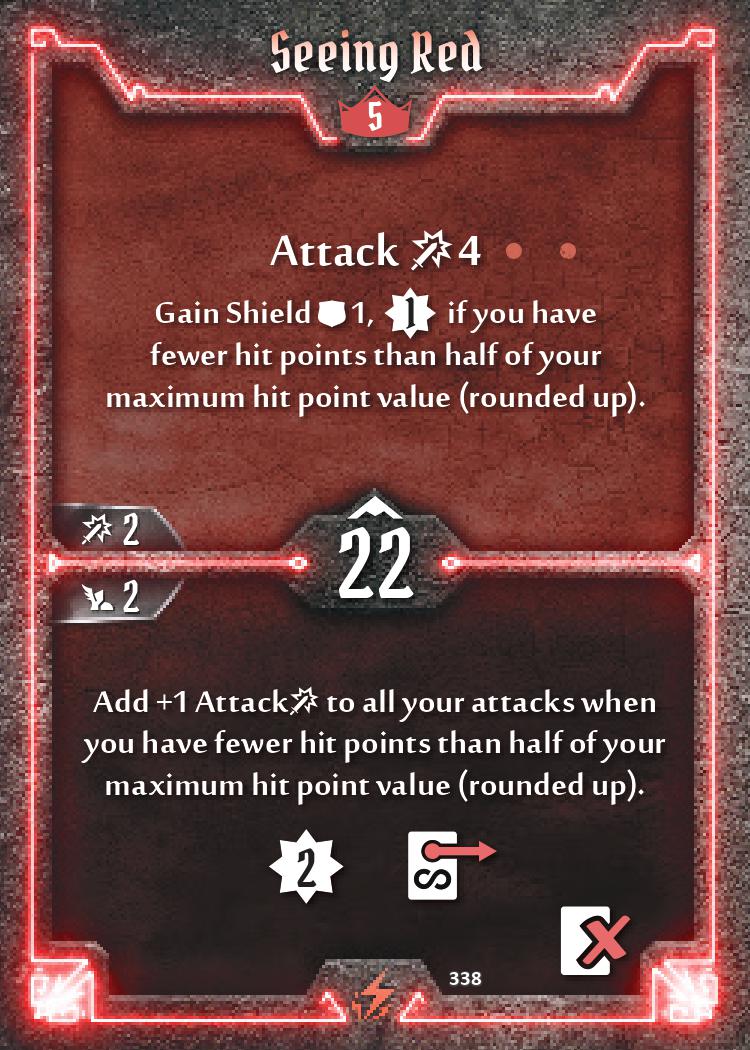 Seeing Red
5
Attack 4
Gain Shield 1, 1 if you have
fewer hit points than half of your
maximum hit point value (rounded up).
2
22
2
Add +1 Attack to all your attacks when
you have fewer hit points than half of your
maximum hit point value (rounded up).
2
338